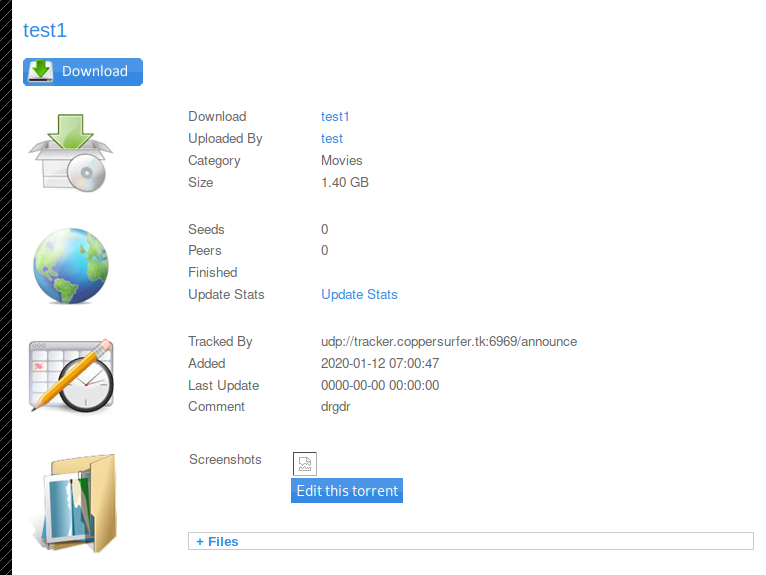 test1
Download
Download test1
Uploaded By test
Category Movies
Size 1.40 GB
Seeds 0
Peers 0
Finished
Update Stats Update Stats
Tracked By udp://tracker.coppersurfer.tk:6969/announce
Added 2020-01-12 07:00:47
Last Update 0000-00-00 00:00:00
Comment drgdr
Screenshots
Edit this torrent
+ Files